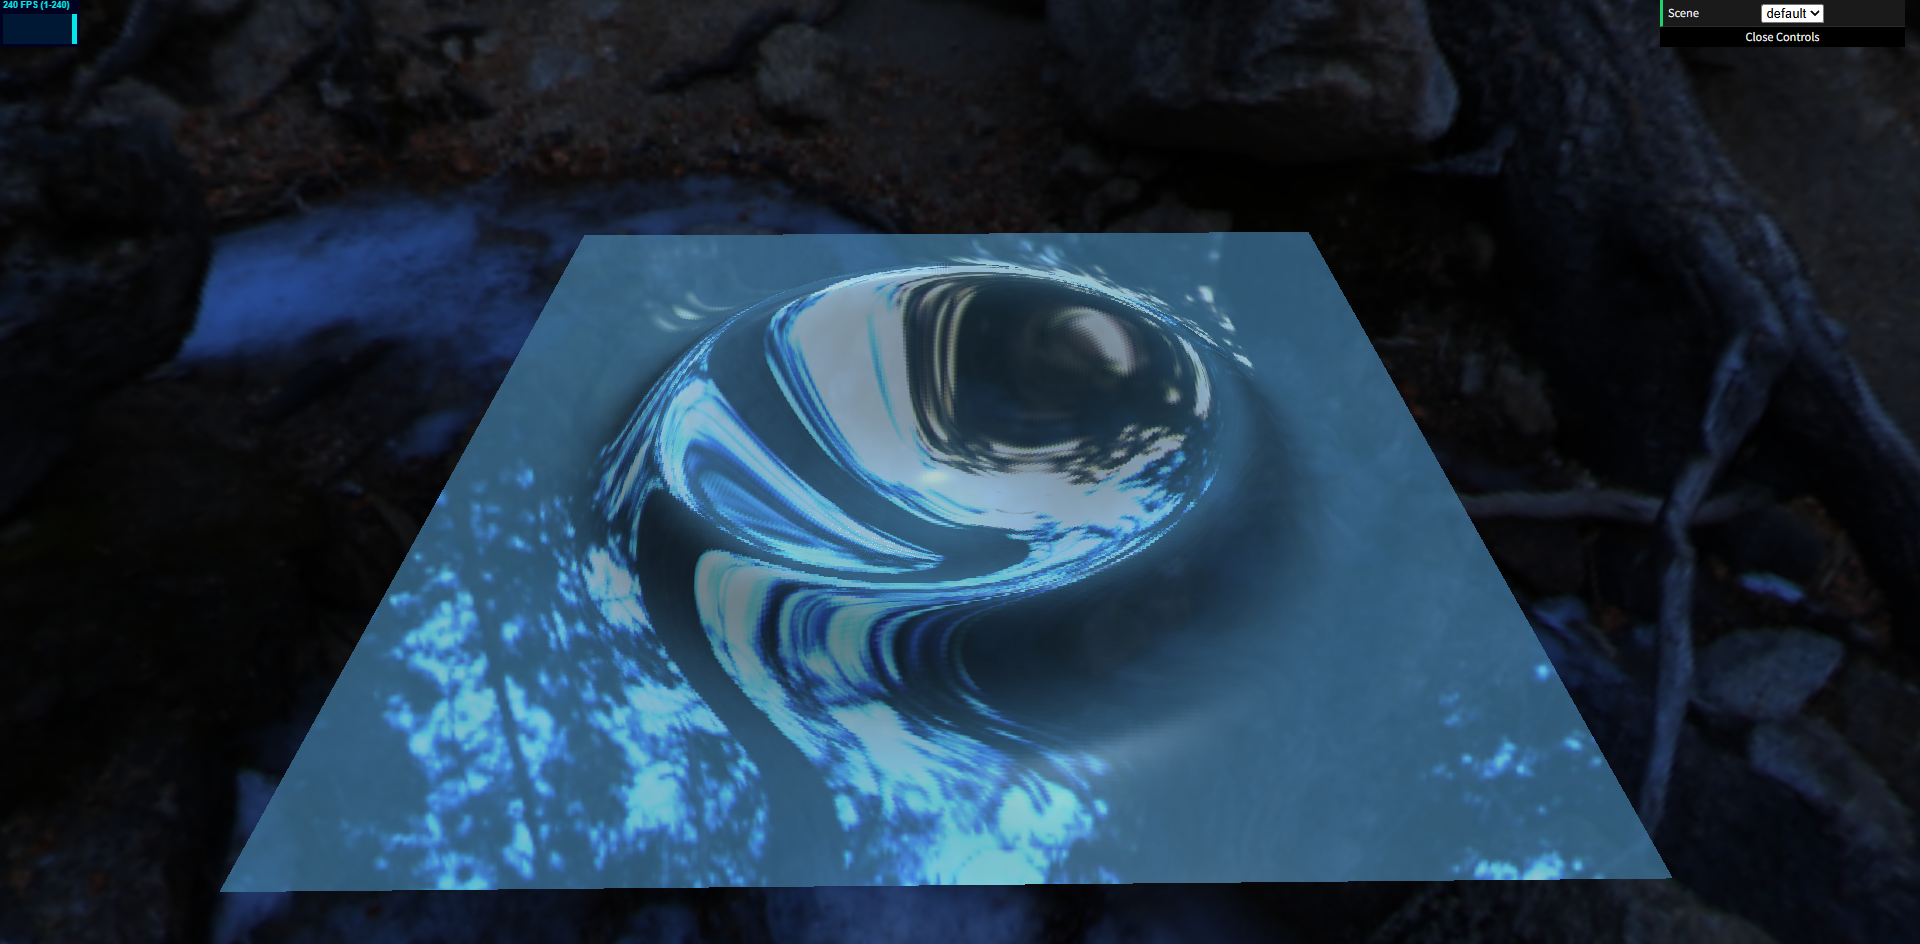 240 FPS (1-240)
Scene default
Close Controls